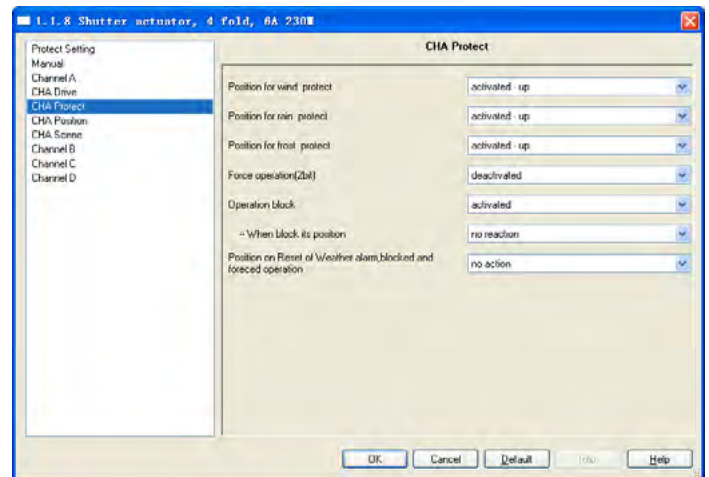 1.1.8 Shutter actuator, 4 fold, 6A 230W
CHA Protect
Protect Setting
Manual
Channel A
CHA Drive
CHA Protect
CHA Position
CHA Scene
Channel B
Channel C
Channel D
Position for wind protect
activated - up
Position for rain protect
activated - up
Position for frost protect
activated - up
Force operation(2bit)
deactivated
Operation block
activated
-- When block its position
no reaction
Position on Reset of Weather alarm,blocked and
foreced operation
no action
OK
Cancel
Default
Info
Help